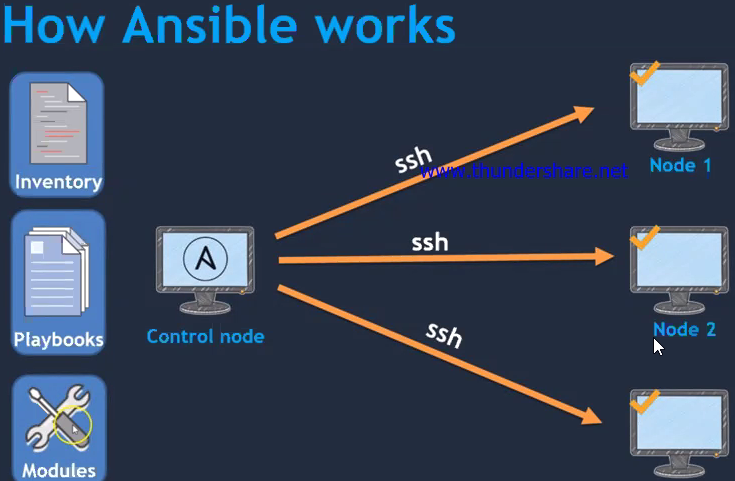 How Ansible works
Inventory
Playbooks
Modules
Control node
ssh
www.thundershare.net
ssh
ssh
Node 1
Node 2